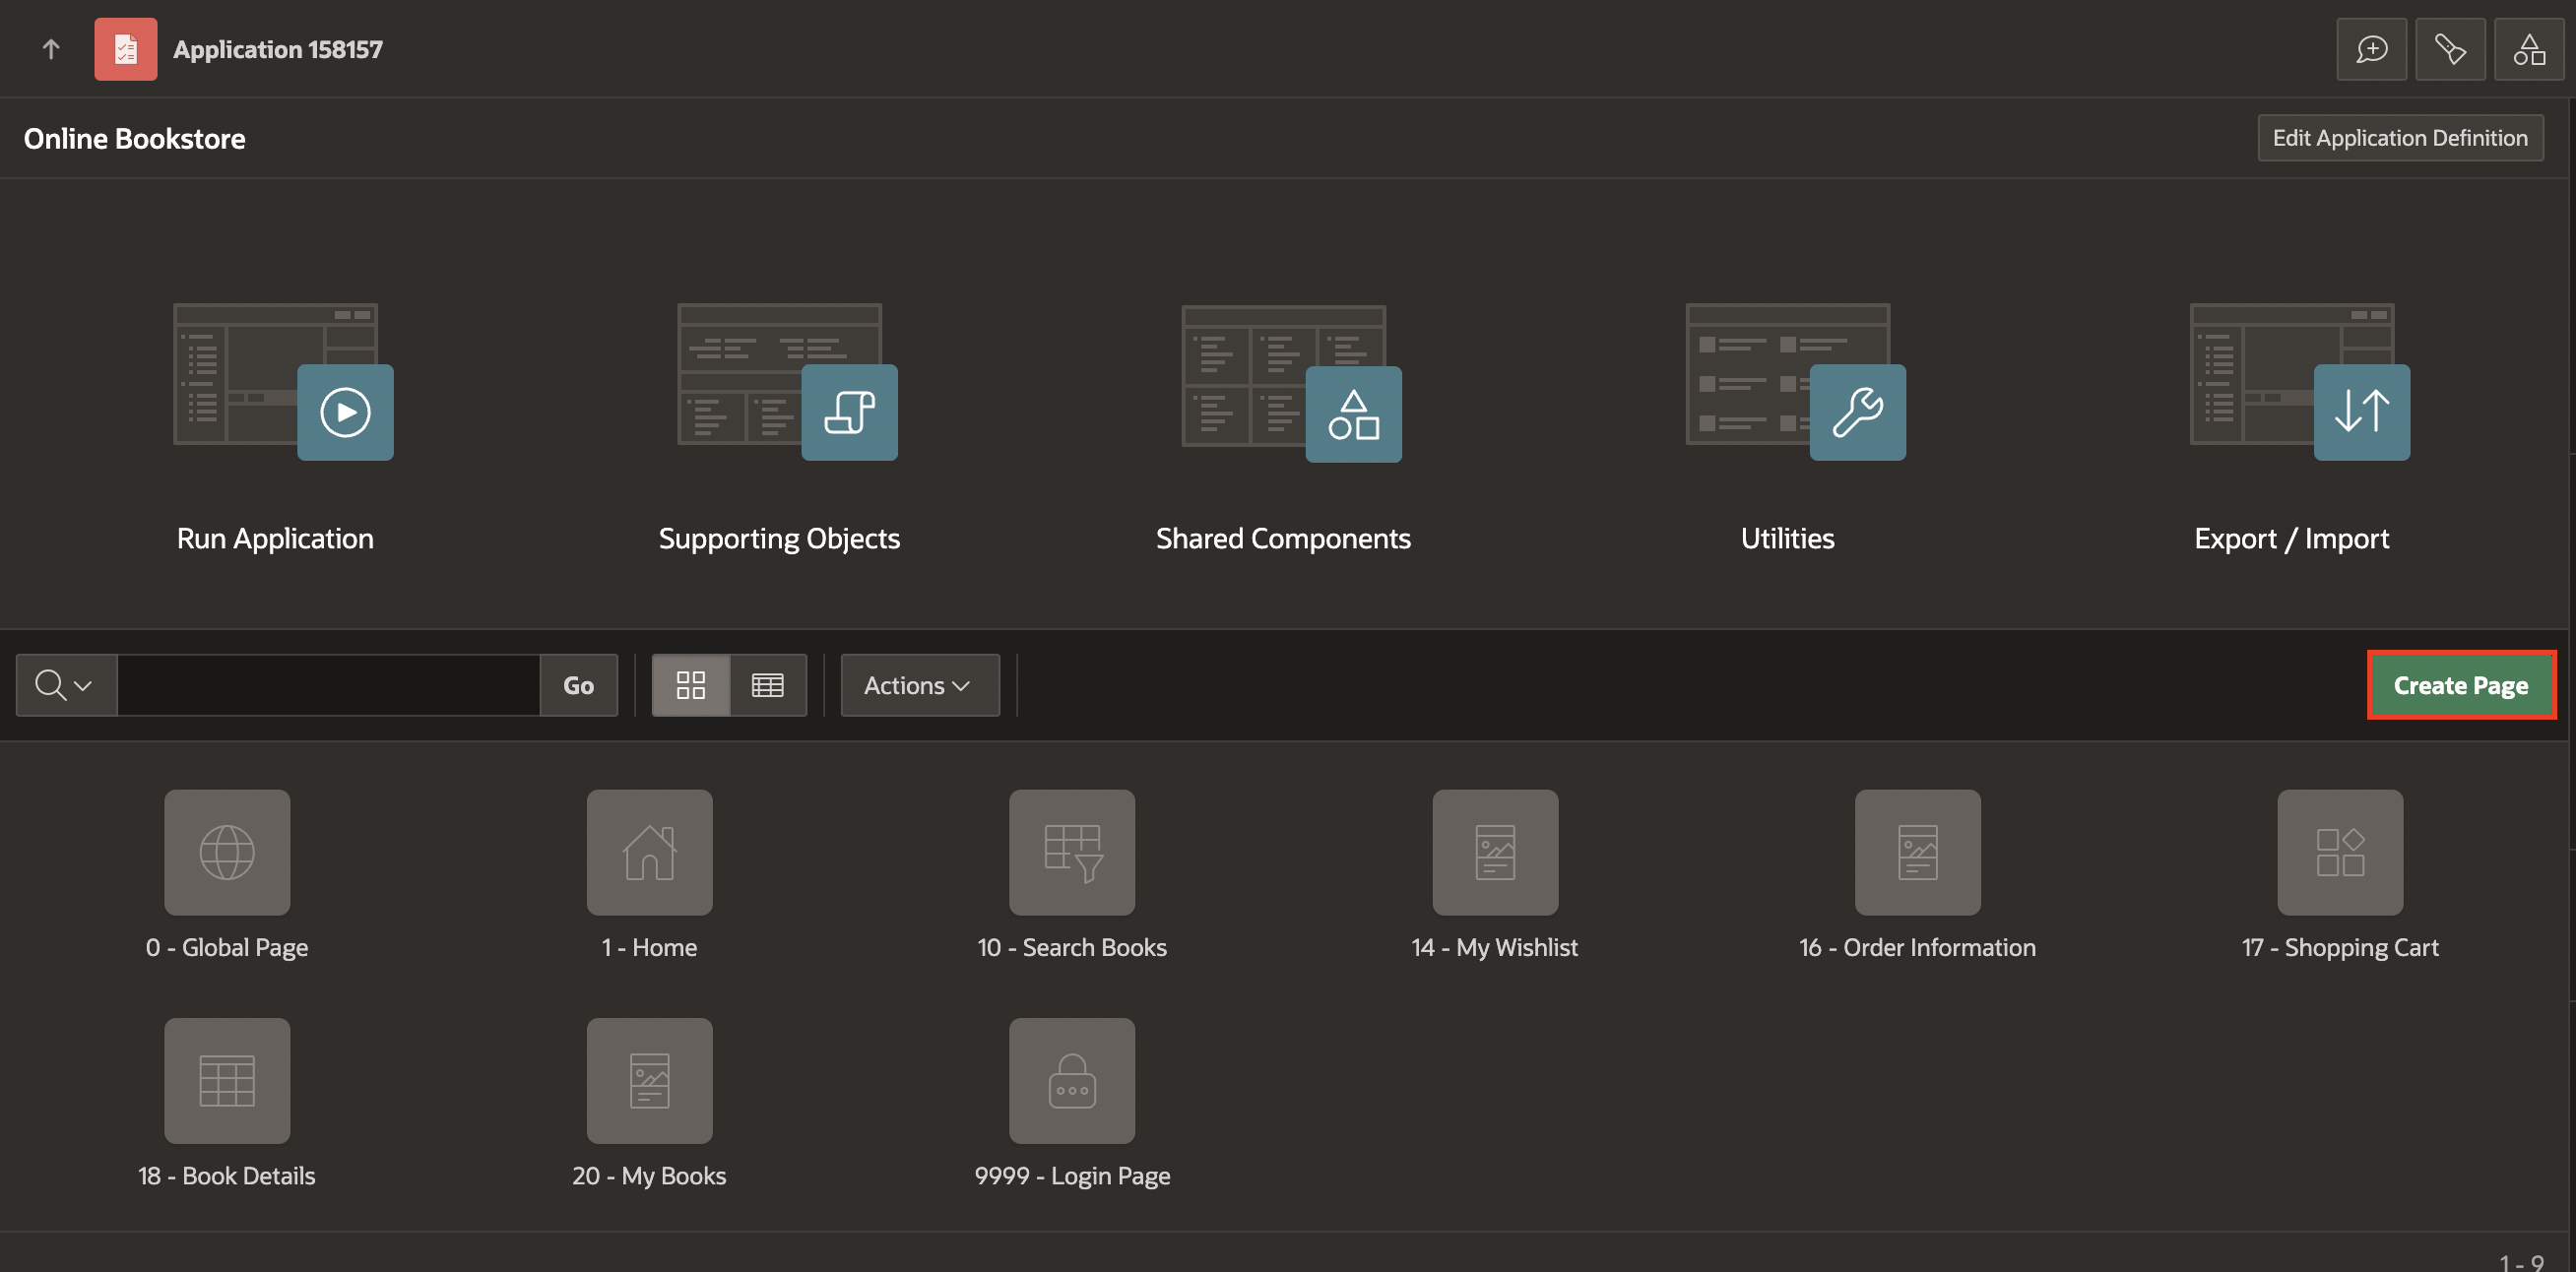 Application 158157
Online Bookstore
Edit Application Definition
Run Application
Supporting Objects
Shared Components
Utilities
Export / Import
Go
Actions
Create Page
0 - Global Page
1 - Home
10 - Search Books
14 - My Wishlist
16 - Order Information
17 - Shopping Cart
18 - Book Details
20 - My Books
9999 - Login Page
1 - 9